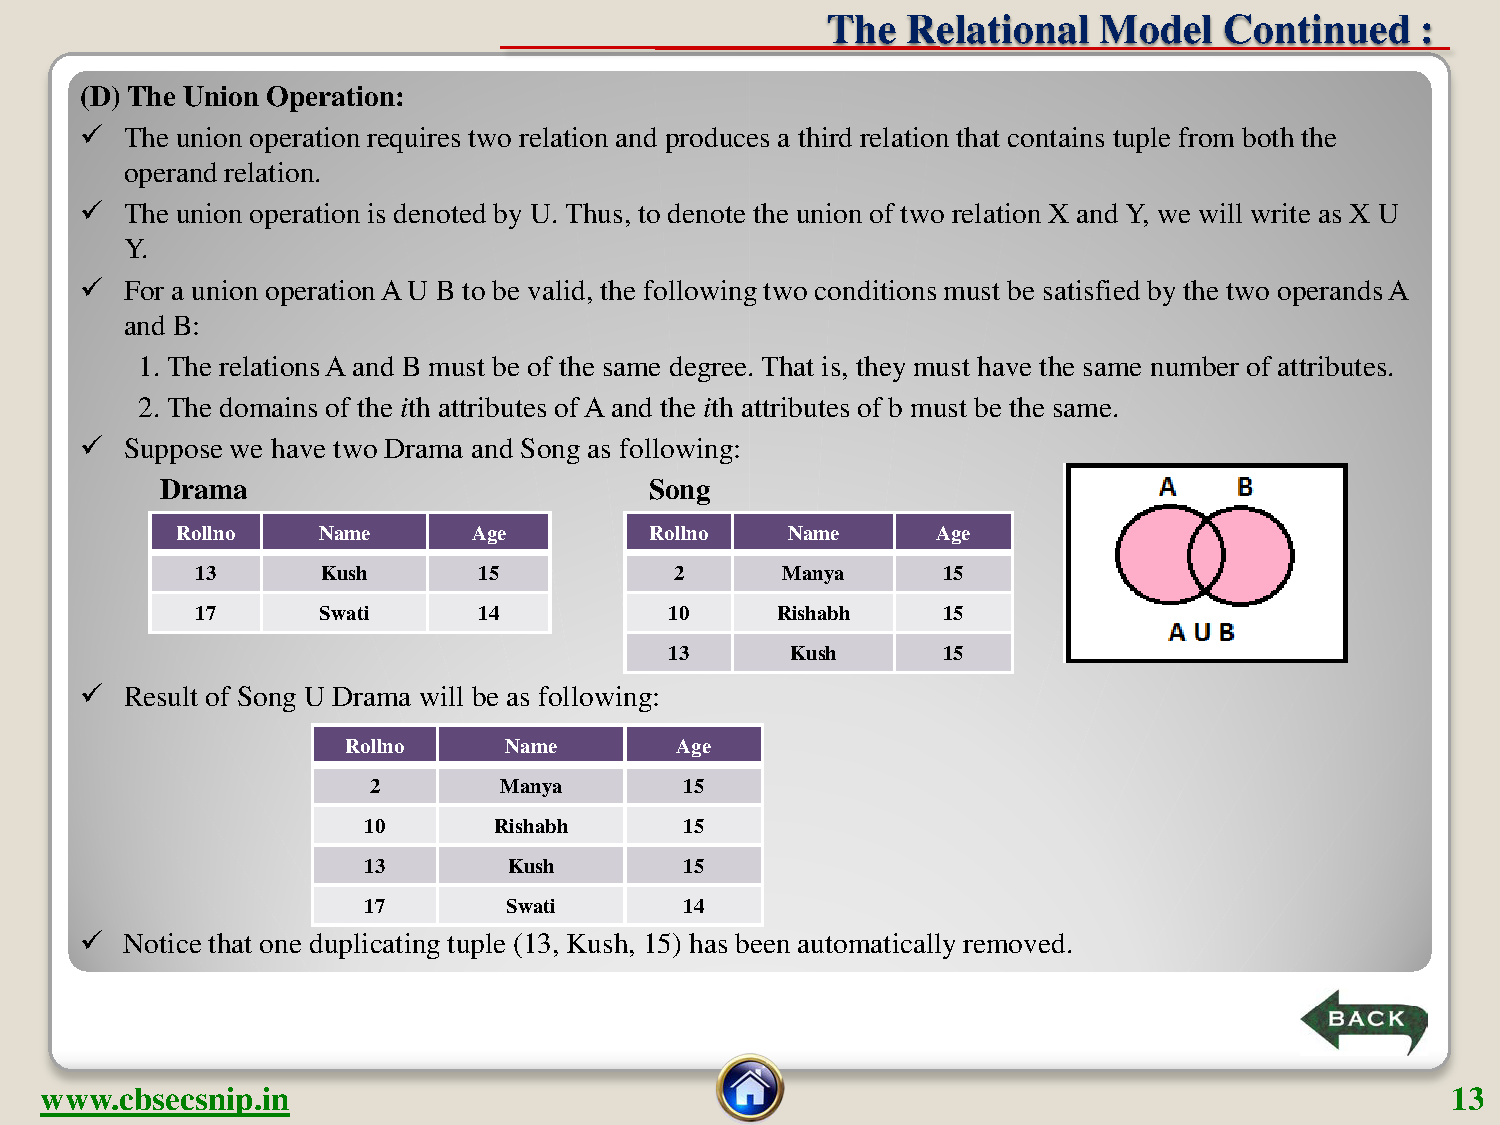 The Relational Model Continued :
(D) The Union Operation:
✓ The union operation requires two relation and produces a third relation that contains tuple from both the
operand relation.
✓ The union operation is denoted by U. Thus, to denote the union of two relation X and Y, we will write as X U
Y.
✓ For a union operation A U B to be valid, the following two conditions must be satisfied by the two operands A
and B:
1. The relations A and B must be of the same degree. That is, they must have the same number of attributes.
2. The domains of the ith attributes of A and the ith attributes of b must be the same.
✓ Suppose we have two Drama and Song as following:
Drama
Rollno Name Age
13 Kush 15
17 Swati 14
Song
Rollno Name Age
2 Manya 15
10 Rishabh 15
13 Kush 15
A B
A U B
✓ Result of Song U Drama will be as following:
Rollno Name Age
2 Manya 15
10 Rishabh 15
13 Kush 15
17 Swati 14
✓ Notice that one duplicating tuple (13, Kush, 15) has been automatically removed.
BACK
www.cbsecsnip.in
13